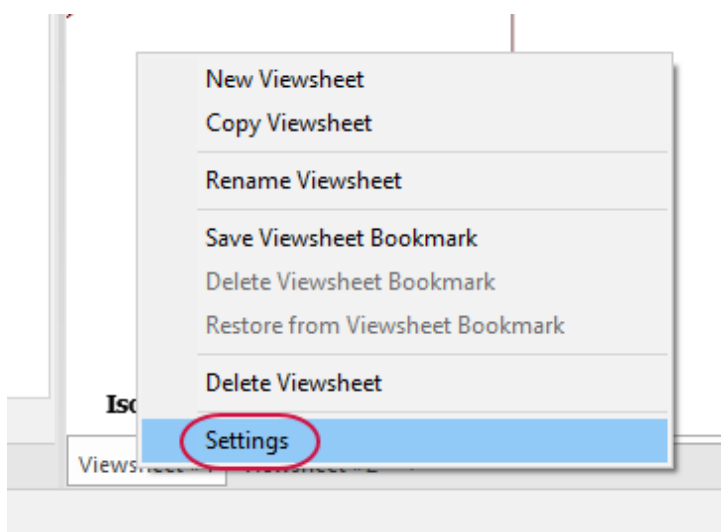 New Viewsheet
Copy Viewsheet
Rename Viewsheet
Save Viewsheet Bookmark
Delete Viewsheet Bookmark
Restore from Viewsheet Bookmark
Delete Viewsheet
Settings